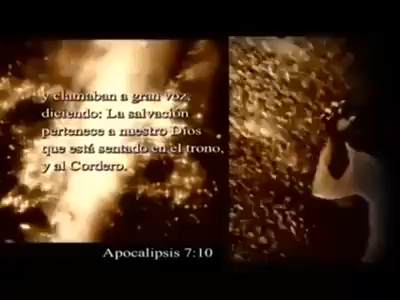 y clamaban a gran voz,
diciendo: La salvación
pertenece a nuestro Dios
que está sentado en el trono,
y al Cordero.
Apocalipsis 7:10